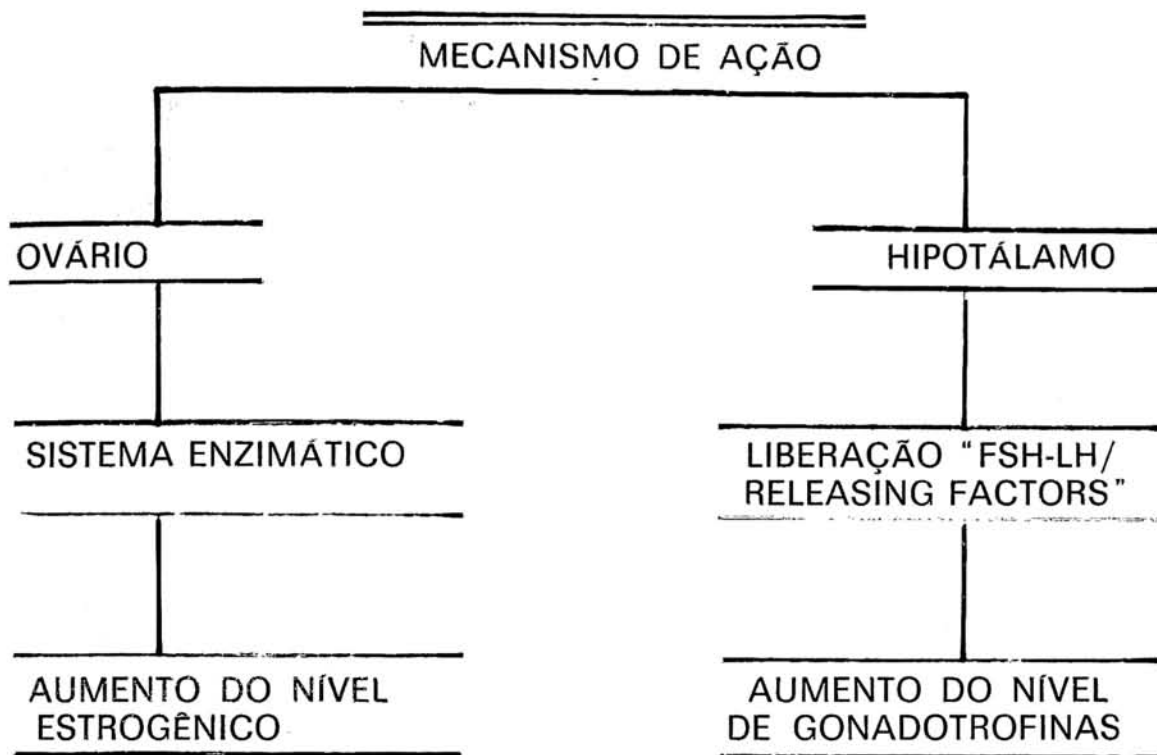 MECANISMO DE AÇÃO
OVÁRIO
HIPOTÁLAMO
SISTEMA ENZIMÁTICO
LIBERAÇÃO "FSH-LH/
RELEASING FACTORS"
AUMENTO DO NÍVEL
ESTROGÊNICO
AUMENTO DO NÍVEL
DE GONADOTROFINAS